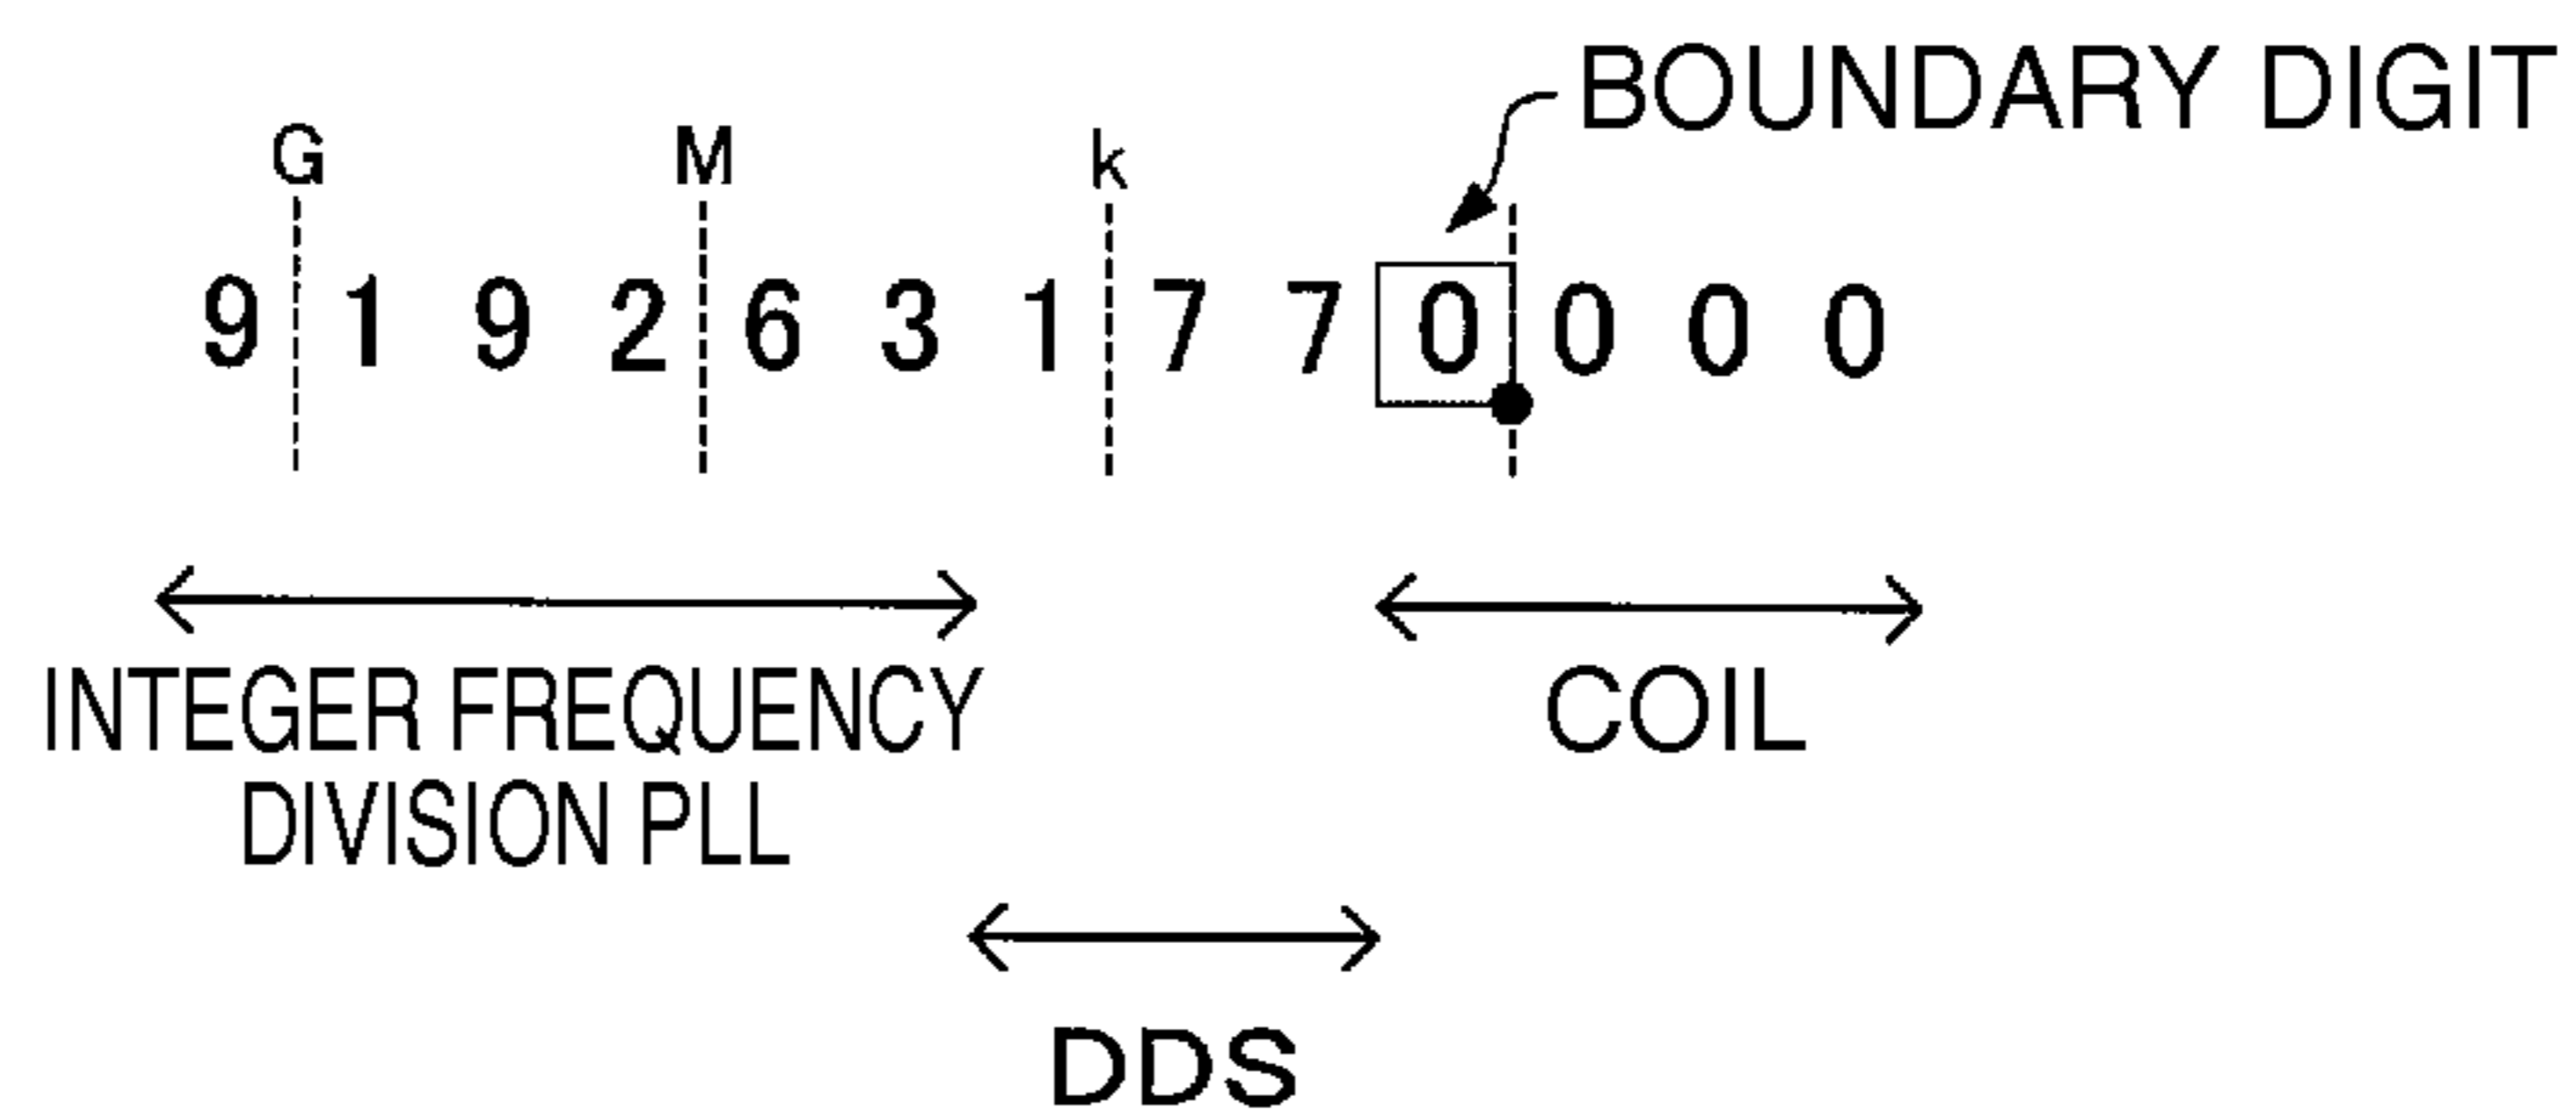 BOUNDARY DIGIT
G M k
9 1 9 2 6 3 1 7 7 0 0 0 0
INTEGER FREQUENCY
DIVISION PLL
COIL
DDS